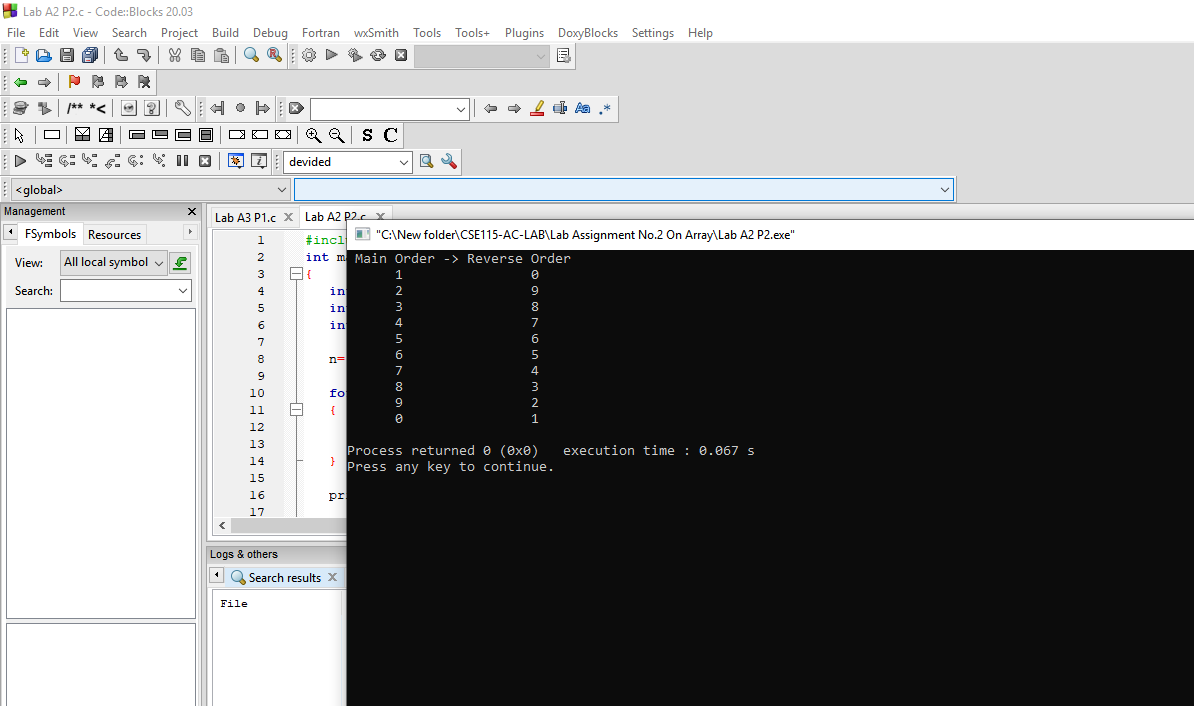 Lab A2 P2.c - Code::Blocks 20.03
File Edit View Search Project Build Debug Fortran wxSmith Tools Tools+ Plugins DoxyBlocks Settings Help
/** *<
Aa .*
S C
devided
<global>
Management
FSymbols Resources
View: All local symbol
Search:
Lab A3 P1.c Lab A2 P2.c
1 #incl
2 int m
3 {
4 in
5 in
6 in
7
8 n=
9
10 fo
11 {
12
13
14 }
15
16 pr
17
Logs & others
Search results
File
"C:\New folder\CSE115-AC-LAB\Lab Assignment No.2 On Array\Lab A2 P2.exe"
Main Order -> Reverse Order
1 0
2 9
3 8
4 7
5 6
6 5
7 4
8 3
9 2
0 1
Process returned 0 (0x0) execution time : 0.067 s
Press any key to continue.